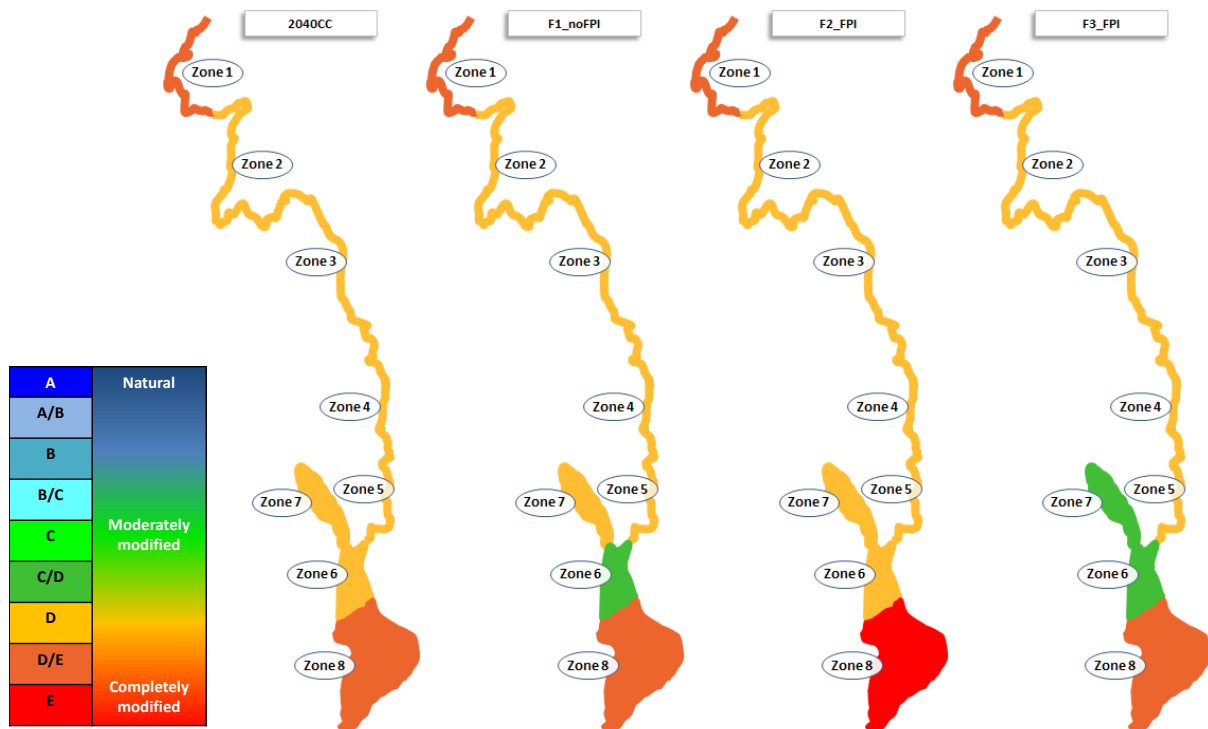 2040CC
F1_noFPI
F2_FPI
F3_FPI
Zone 1
Zone 1
Zone 1
Zone 1
Zone 2
Zone 2
Zone 2
Zone 2
Zone 3
Zone 3
Zone 3
Zone 3
Zone 4
Zone 4
Zone 4
Zone 4
Zone 5
Zone 5
Zone 5
Zone 5
Zone 7
Zone 7
Zone 7
Zone 7
Zone 6
Zone 6
Zone 6
Zone 6
Zone 8
Zone 8
Zone 8
Zone 8
A
A/B
B
B/C
C
C/D
D
D/E
E
Natural
Moderately
modified
Completely
modified